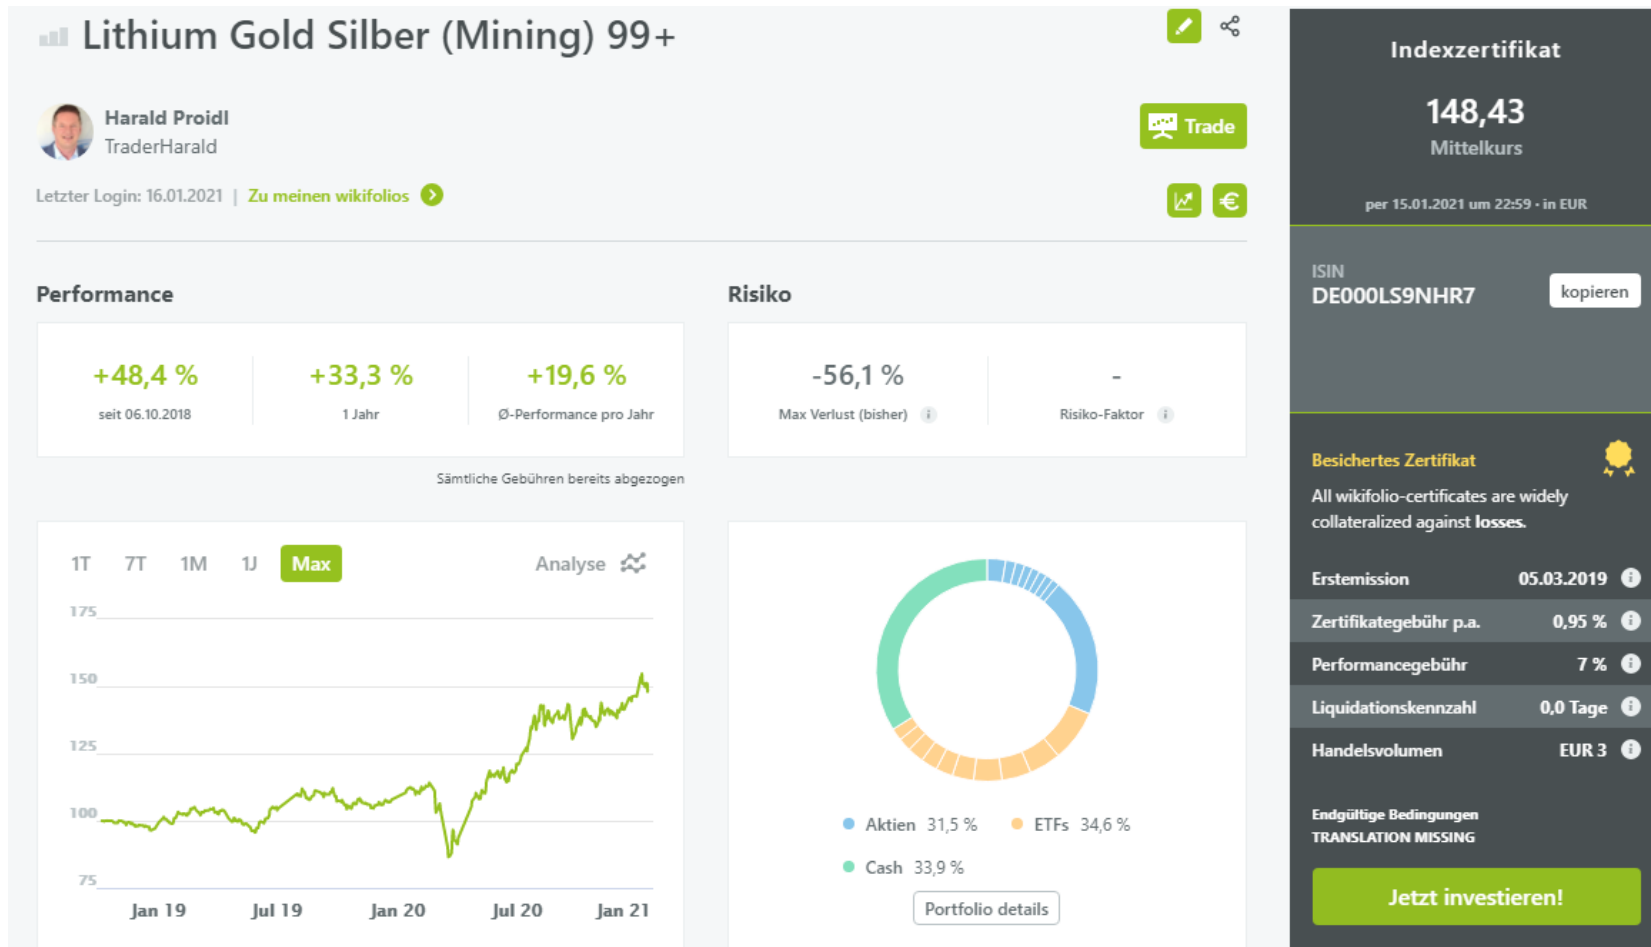 Lithium Gold Silber (Mining) 99+
Harald Proidl
TraderHarald
Trade
Letzter Login: 16.01.2021 | Zu meinen wikifolios
Performance
+48,4 %
seit 06.10.2018
+33,3 %
1 Jahr
+19,6 %
Ø-Performance pro Jahr
Sämtliche Gebühren bereits abgezogen
Risiko
-56,1 %
Max Verlust (bisher) i
-
Risiko-Faktor i
1T 7T 1M 1J Max Analyse
175
150
125
100
75
Jan 19 Jul 19 Jan 20 Jul 20 Jan 21
Aktien 31,5 % ETFs 34,6 %
Cash 33,9 %
Portfolio details
Indexzertifikat
148,43
Mittelkurs
per 15.01.2021 um 22:59 · in EUR
ISIN
DE000LS9NHR7 kopieren
Besichertes Zertifikat
All wikifolio-certificates are widely
collateralized against losses.
Erstemission 05.03.2019 i
Zertifikategebühr p.a. 0,95 % i
Performancegebühr 7 % i
Liquidationskennzahl 0,0 Tage i
Handelsvolumen EUR 3 i
Endgültige Bedingungen
TRANSLATION MISSING
Jetzt investieren!